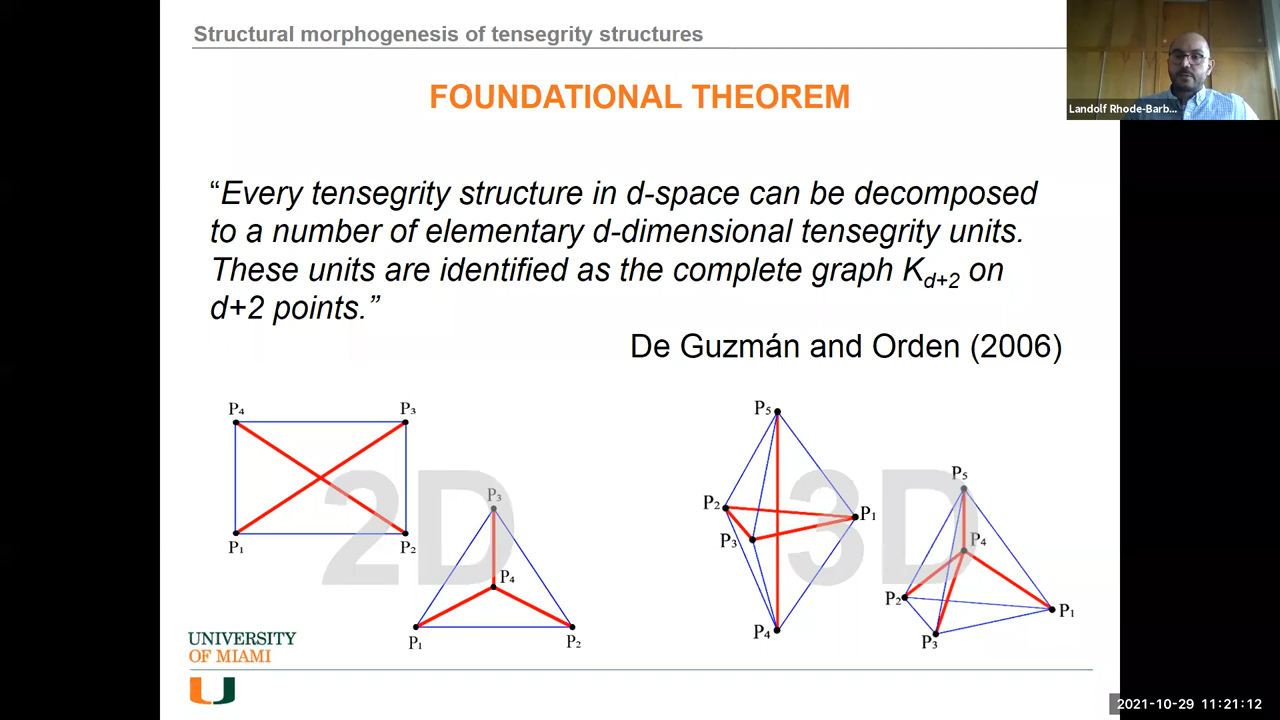 Structural morphogenesis of tensegrity structures
Landolf Rhode-Barb...
FOUNDATIONAL THEOREM
“Every tensegrity structure in d-space can be decomposed
to a number of elementary d-dimensional tensegrity units.
These units are identified as the complete graph Kd+2 on
d+2 points.”
De Guzmán and Orden (2006)
2D
P4
P3
P1
P2
P3
P4
P1
P2
3D
P5
P2
P1
P3
P4
P5
P4
P2
P1
P3
UNIVERSITY
OF MIAMI
U
2021-10-29 11:21:12